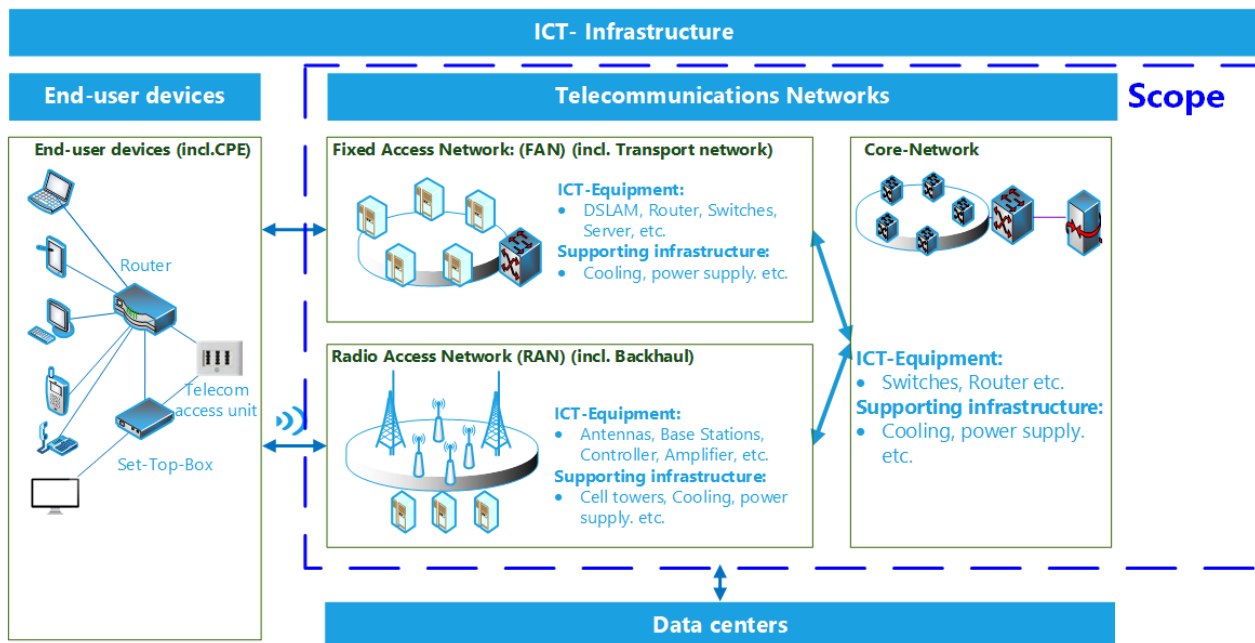 ICT- Infrastructure
End-user devices
Telecommunications Networks
Scope
End-user devices (incl.CPE)
Router
Telecom
access unit
Set-Top-Box
Fixed Access Network: (FAN) (incl. Transport network)
ICT-Equipment:
• DSLAM, Router, Switches,
Server, etc.
Supporting infrastructure:
• Cooling, power supply. etc.
Radio Access Network (RAN) (incl. Backhaul)
ICT-Equipment:
• Antennas, Base Stations,
Controller, Amplifier, etc.
Supporting infrastructure:
• Cell towers, Cooling, power
supply. etc.
Core-Network
ICT-Equipment:
• Switches, Router etc.
Supporting infrastructure:
• Cooling, power supply.
etc.
Data centers